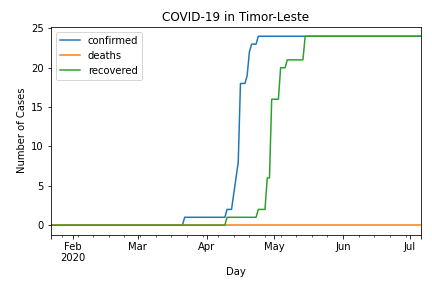 COVID-19 in Timor-Leste
confirmed
deaths
recovered
Number of Cases
25
20
15
10
5
0
Feb Mar Apr May Jun Jul
2020
Day